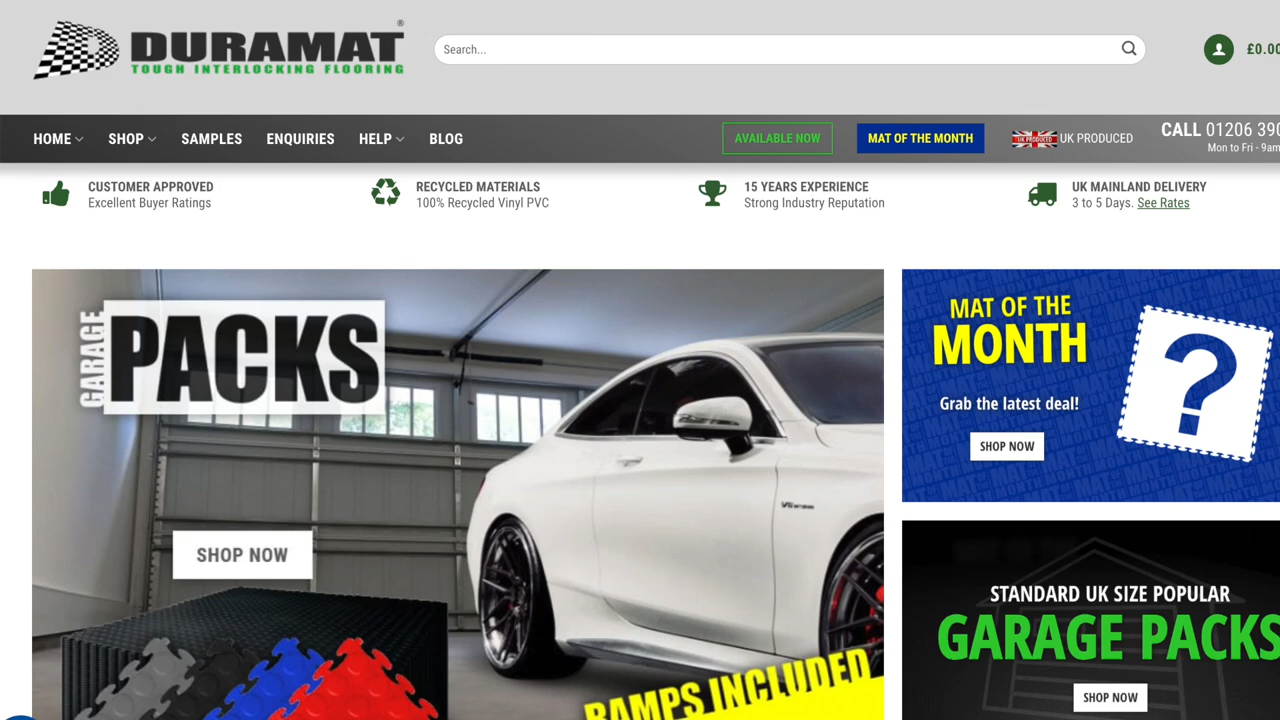 DURAMAT®
TOUGH INTERLOCKING FLOORING
Search...
£0.00
HOME SHOP SAMPLES ENQUIRIES HELP BLOG
AVAILABLE NOW
MAT OF THE MONTH
UK PRODUCED
UK PRODUCED
CALL 01206 390
Mon to Fri - 9am
CUSTOMER APPROVED
Excellent Buyer Ratings
RECYCLED MATERIALS
100% Recycled Vinyl PVC
15 YEARS EXPERIENCE
Strong Industry Reputation
UK MAINLAND DELIVERY
3 to 5 Days. See Rates
GARAGE
PACKS
SHOP NOW
RAMPS INCLUDED
MAT OF THE
MONTH
?
Grab the latest deal!
SHOP NOW
STANDARD UK SIZE POPULAR
GARAGE PACKS
SHOP NOW